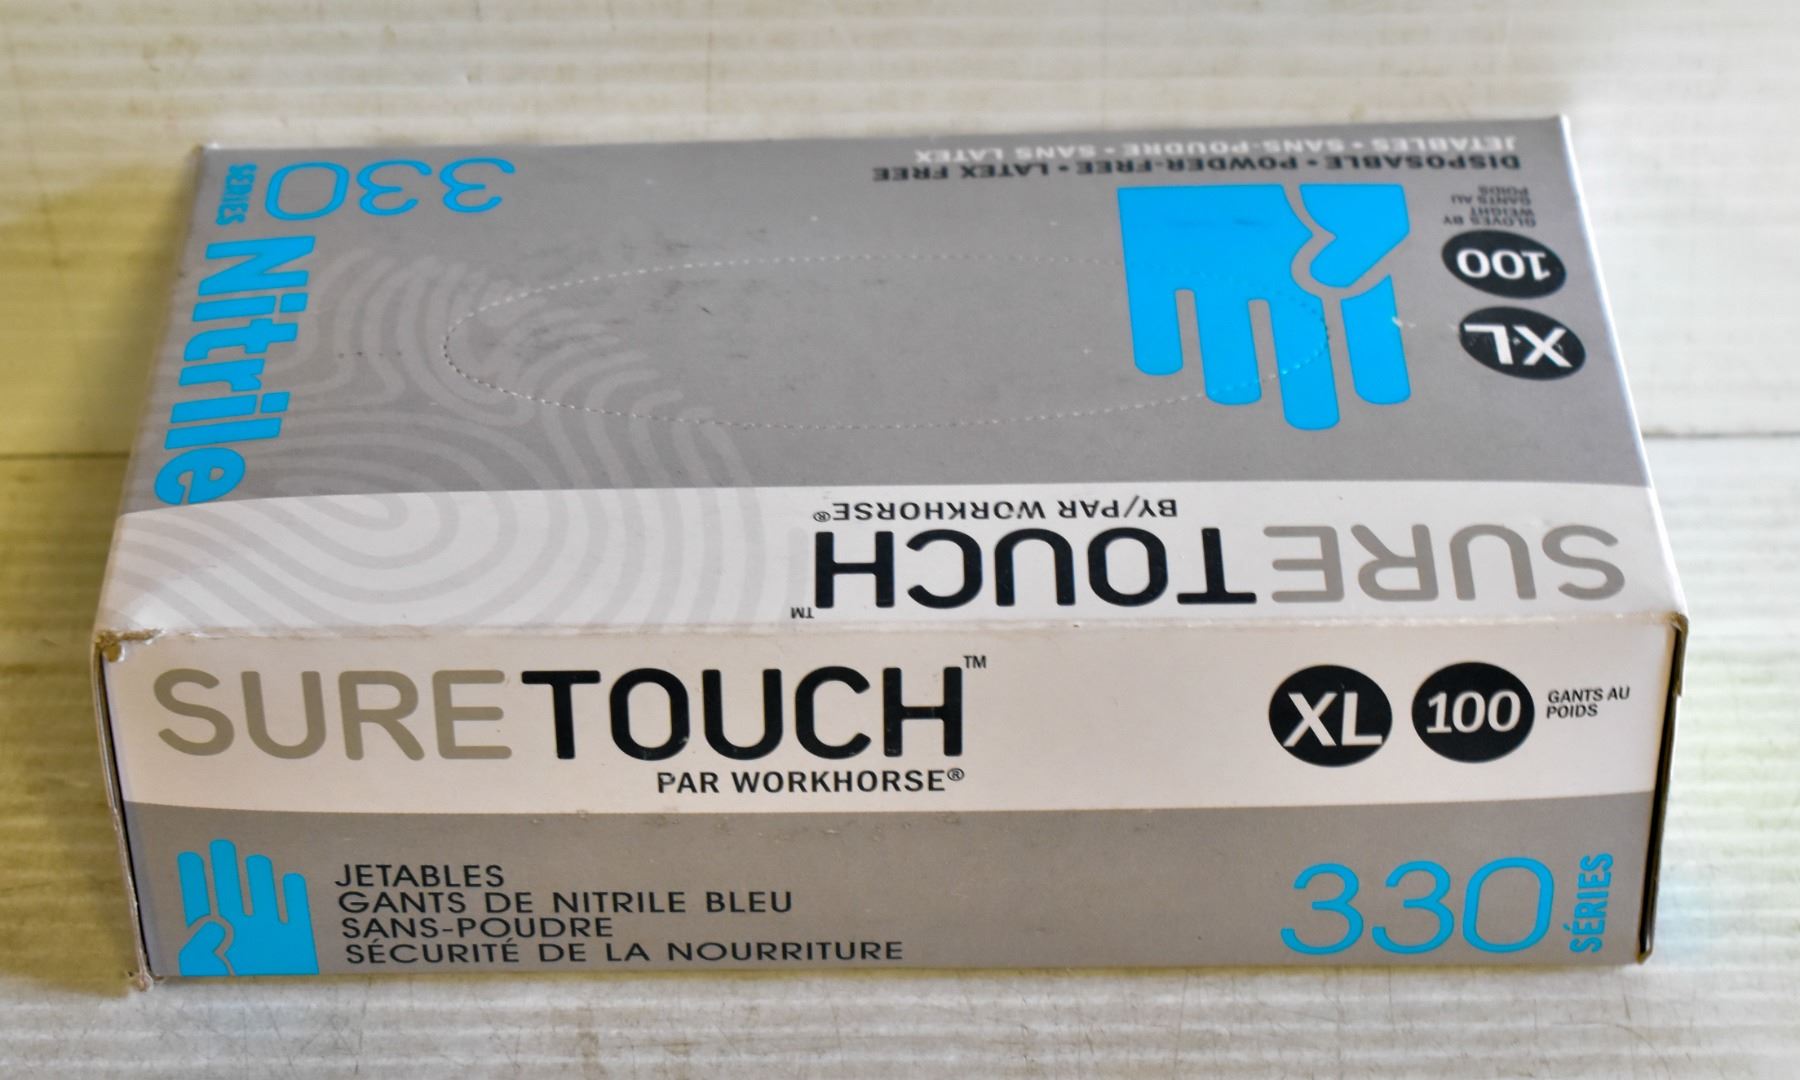 DISPOSABLE • POWDER-FREE • LATEX FREE
JETABLES • SANS-POUDRE • SANS LATEX
330
SERIES
Nitrile
XL
100
GLOVES BY
WEIGHT
GANTS AU
POIDS
SURETOUCH™
BY/PAR WORKHORSE®
SURETOUCH™
PAR WORKHORSE®
XL
100
GANTS AU
POIDS
JETABLES
GANTS DE NITRILE BLEU
SANS-POUDRE
SÉCURITÉ DE LA NOURRITURE
330
SÉRIES